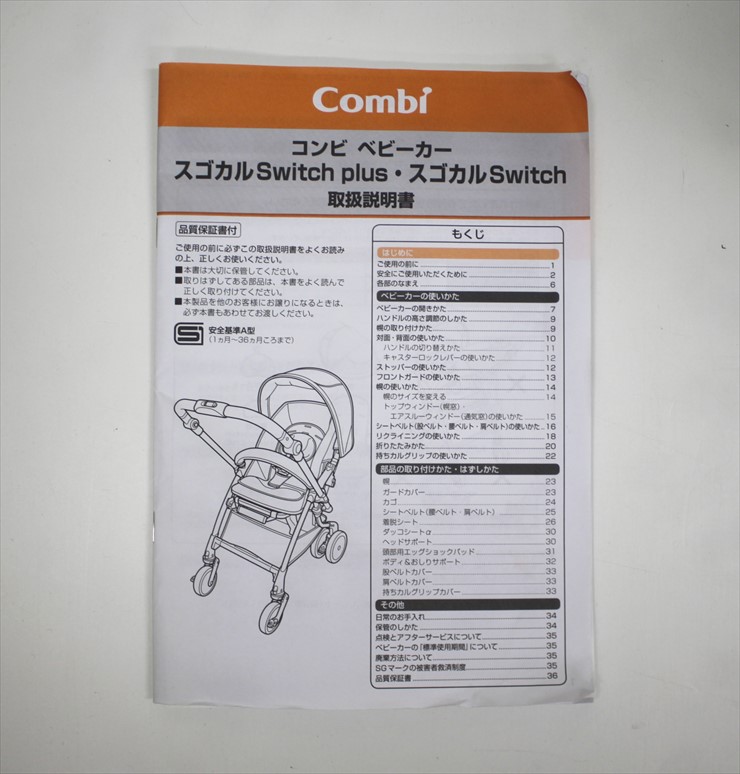 Combi
コンビ ベビーカー
スゴカルSwitch plus・スゴカルSwitch
取扱説明書
品質保証書付
ご使用の前に必ずこの取扱説明書をよくお読み
の上、正しくお使いください。
■本書は大切に保管してください。
■取りはずしてある部品は、本書をよく読んで
正しく取り付けてください。
■本製品を他のお客様にお譲りになるときは、
必ず本書もあわせてお渡しください。
安全基準A型
(1ヵ月〜36ヵ月ころまで)
もくじ
はじめに
ご使用の前に 1
安全にご使用いただくために 2
各部のなまえ 6
ベビーカーの使いかた
ベビーカーの開きかた 7
ハンドルの高さ調節のしかた 9
幌の取り付けかた 9
対面・背面の使いかた 10
ハンドルの切り替えかた 11
キャスターロックレバーの使いかた 12
ストッパーの使いかた 12
フロントガードの使いかた 13
幌の使いかた 14
幌のサイズを変える 14
トップウィンドー(幌窓)・
エアスルーウィンドー(通気窓)の使いかた 15
シートベルト(股ベルト・腰ベルト・肩ベルト)の使いかた 16
リクライニングの使いかた 18
折りたたみかた 20
持ちカルグリップの使いかた 22
部品の取り付けかた・はずしかた
幌 23
ガードカバー 23
カゴ 24
シートベルト(腰ベルト・肩ベルト) 25
着脱シート 26
ダッコシートα 30
ヘッドサポート 30
頭部用エッグショックパッド 31
ボディ&おしりサポート 32
股ベルトカバー 33
肩ベルトカバー 33
持ちカルグリップカバー 33
その他
日常のお手入れ 34
保管のしかた 34
点検とアフターサービスについて 35
ベビーカーの「標準使用期間」について 35
廃棄方法について 35
SGマークの被害者救済制度 35
品質保証書 36